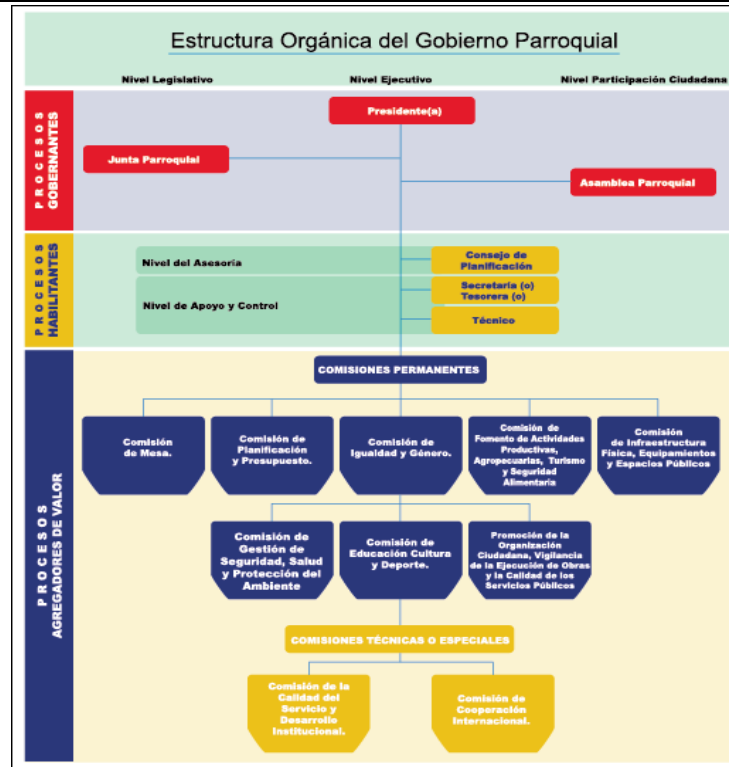 Estructura Orgánica del Gobierno Parroquial
Nivel Legislativo
Nivel Ejecutivo
Nivel Participación Ciudadana
PROCESOS
GOBERNANTES
Presidente(a)
Junta Parroquial
Asamblea Parroquial
PROCESOS
HABILITANTES
Nivel del Asesoría
Consejo de
Planificación
Nivel de Apoyo y Control
Secretaría (o)
Tesorera (o)
Técnico
PROCESOS
AGREGADORES DE VALOR
COMISIONES PERMANENTES
Comisión
de Mesa.
Comisión de
Planificación
y Presupuesto.
Comisión de
Igualdad y Género.
Comisión de
Fomento de Actividades
Productivas,
Agropecuarias, Turismo
y Seguridad
Alimentaria
Comisión
de Infraestructura
Física, Equipamientos
y Espacios Públicos
Comisión de
Gestión de
Seguridad, Salud
y Protección del
Ambiente
Comisión de
Educación Cultura
y Deporte.
Promoción de la
Organización
Ciudadana, Vigilancia
de la Ejecución de Obras
y la Calidad de los
Servicios Públicos
COMISIONES TÉCNICAS O ESPECIALES
Comisión de la
Calidad del
Servicio y
Desarrollo
Institucional.
Comisión de
Cooperación
Internacional.